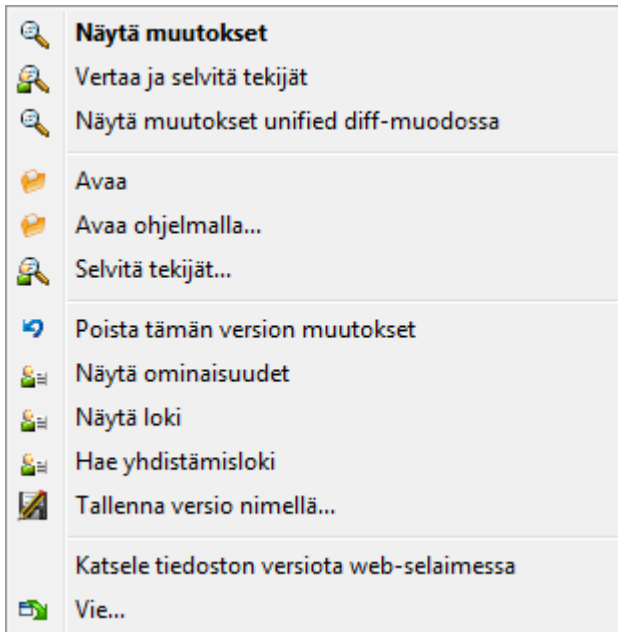 Näytä muutokset
Vertaa ja selvitä tekijät
Näytä muutokset unified diff-muodossa
Avaa
Avaa ohjelmalla...
Selvitä tekijät...
Poista tämän version muutokset
Näytä ominaisuudet
Näytä loki
Hae yhdistämisloki
Tallenna versio nimellä...
Katsele tiedoston versiota web-selaimessa
Vie...